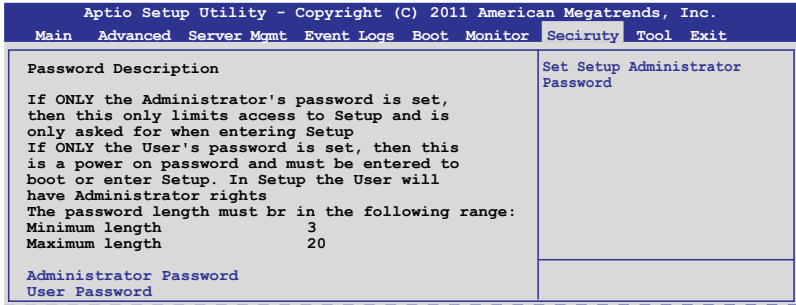 Aptio Setup Utility - Copyright (C) 2011 American Megatrends, Inc.
Main Advanced Server Mgmt Event Logs Boot Monitor Seciruty Tool Exit
Password Description
If ONLY the Administrator's password is set,
then this only limits access to Setup and is
only asked for when entering Setup
If ONLY the User's password is set, then this
is a power on password and must be entered to
boot or enter Setup. In Setup the User will
have Administrator rights
The password length must br in the following range:
Minimum length 3
Maximum length 20
Administrator Password
User Password
Set Setup Administrator
Password